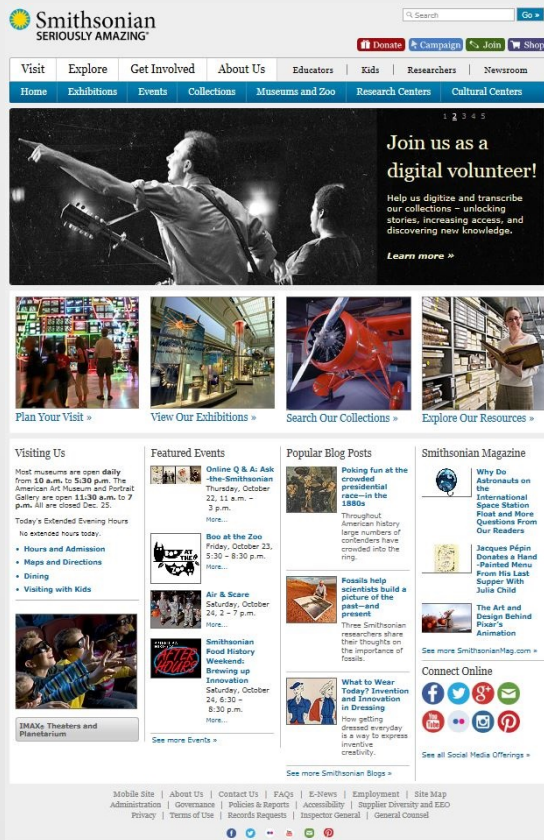 Smithsonian
SERIOUSLY AMAZING®
Search
Go »
Donate
Campaign
Join
Shop
Visit
Explore
Get Involved
About Us
Educators
Kids
Researchers
Newsroom
Home
Exhibitions
Events
Collections
Museums and Zoo
Research Centers
Cultural Centers
1 2 3 4 5
Join us as a
digital volunteer!
Help us digitize and transcribe
our collections – unlocking
stories, increasing access, and
discovering new knowledge.
Learn more »
Plan Your Visit »
View Our Exhibitions »
Search Our Collections »
Explore Our Resources »
Visiting Us
Most museums are open daily
from 10 a.m. to 5:30 p.m. The
American Art Museum and Portrait
Gallery are open 11:30 a.m. to 7
p.m. All are closed Dec. 25.
Today's Extended Evening Hours
No extended hours today.
• Hours and Admission
• Maps and Directions
• Dining
• Visiting with Kids
IMAX® Theaters and
Planetarium
Featured Events
Online Q & A: Ask
-the-Smithsonian
Thursday, October
22, 11 a.m. –
3 p.m.
More...
AT
THE
Boo at the Zoo
Friday, October 23,
5:30 – 8:30 p.m.
More...
Air & Scare
Saturday, October
24, 2 – 7 p.m.
More...
AFTER
HOURS
Smithsonian
Food History
Weekend:
Brewing up
Innovation
Saturday, October
24, 6:30 –
8:30 p.m.
More...
See more Events »
Popular Blog Posts
Poking fun at the
crowded
presidential
race—in the
1880s
Throughout
American history
large numbers of
contenders have
crowded into the
ring.
Fossils help
scientists build a
picture of the
past—and
present
Three Smithsonian
researchers share
their thoughts on
the importance of
fossils.
What to Wear
Today? Invention
and Innovation
in Dressing
How getting
dressed everyday
is a way to express
inventive
creativity.
See more Smithsonian Blogs »
Smithsonian Magazine
Why Do
Astronauts on
the
International
Space Station
Float and More
Questions From
Our Readers
Jacques Pépin
Donates a Hand
-Painted Menu
From His Last
Supper With
Julia Child
The Art and
Design Behind
Pixar's
Animation
See more SmithsonianMag.com »
Connect Online
You
Tube
See all Social Media Offerings »
Mobile Site | About Us | Contact Us | FAQs | E-News | Employment | Site Map
Administration | Governance | Policies & Reports | Accessibility | Supplier Diversity and EEO
Privacy | Terms of Use | Records Requests | Inspector General | General Counsel